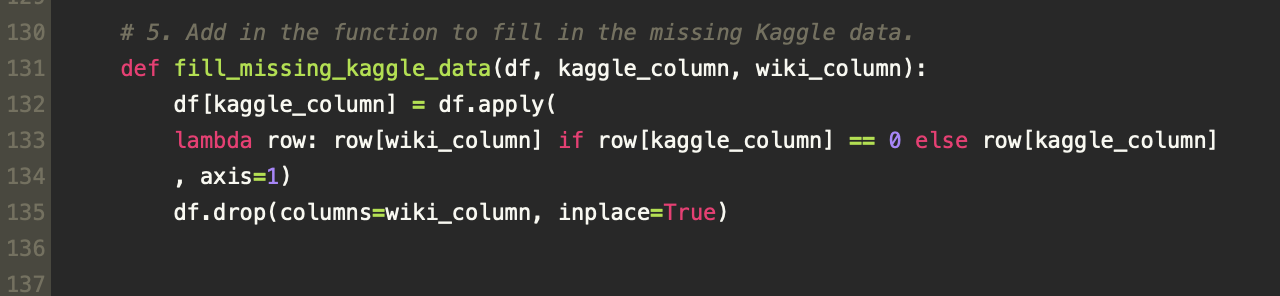 129
130 # 5. Add in the function to fill in the missing Kaggle data.
131 def fill_missing_kaggle_data(df, kaggle_column, wiki_column):
132 df[kaggle_column] = df.apply(
133 lambda row: row[wiki_column] if row[kaggle_column] == 0 else row[kaggle_column]
134 , axis=1)
135 df.drop(columns=wiki_column, inplace=True)
136
137